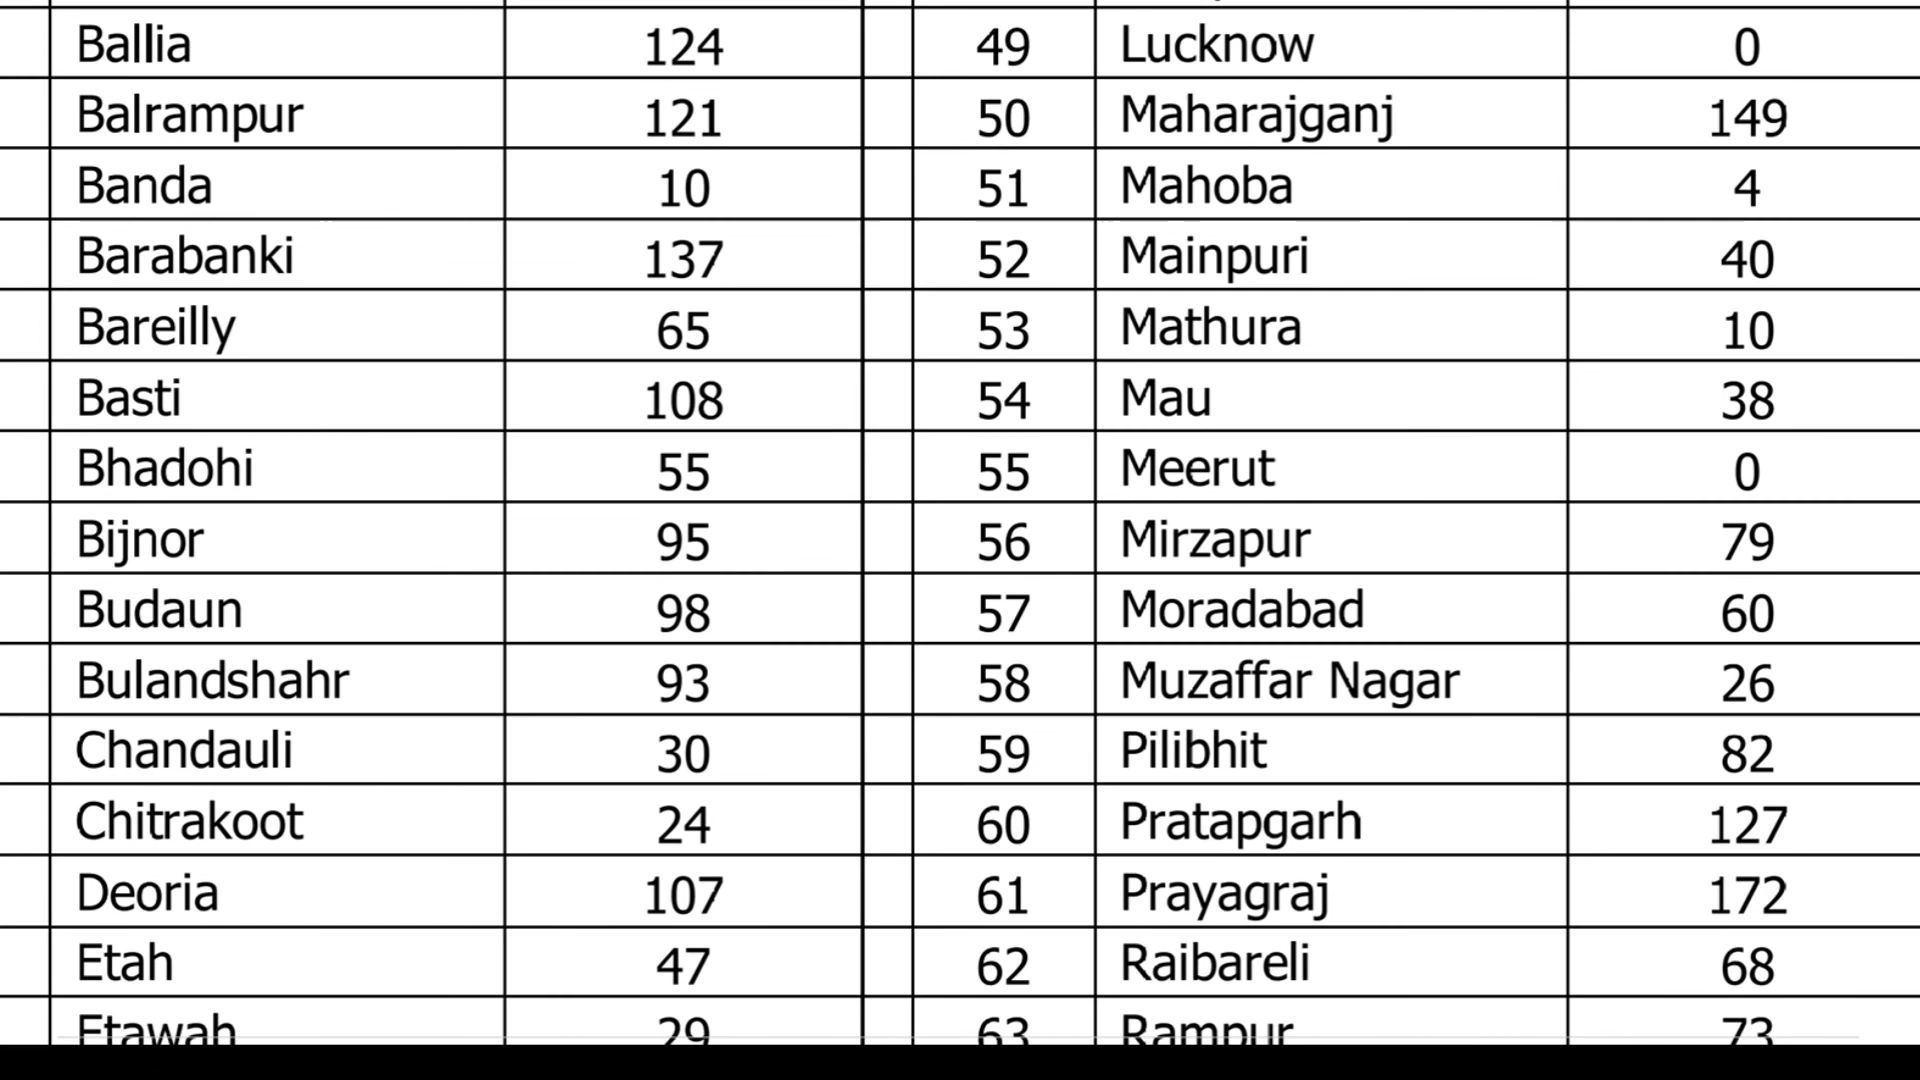 Ballia 124 49 Lucknow 0
Balrampur 121 50 Maharajganj 149
Banda 10 51 Mahoba 4
Barabanki 137 52 Mainpuri 40
Bareilly 65 53 Mathura 10
Basti 108 54 Mau 38
Bhadohi 55 55 Meerut 0
Bijnor 95 56 Mirzapur 79
Budaun 98 57 Moradabad 60
Bulandshahr 93 58 Muzaffar Nagar 26
Chandauli 30 59 Pilibhit 82
Chitrakoot 24 60 Pratapgarh 127
Deoria 107 61 Prayagraj 172
Etah 47 62 Raibareli 68
Etawah 29 63 Rampur 73